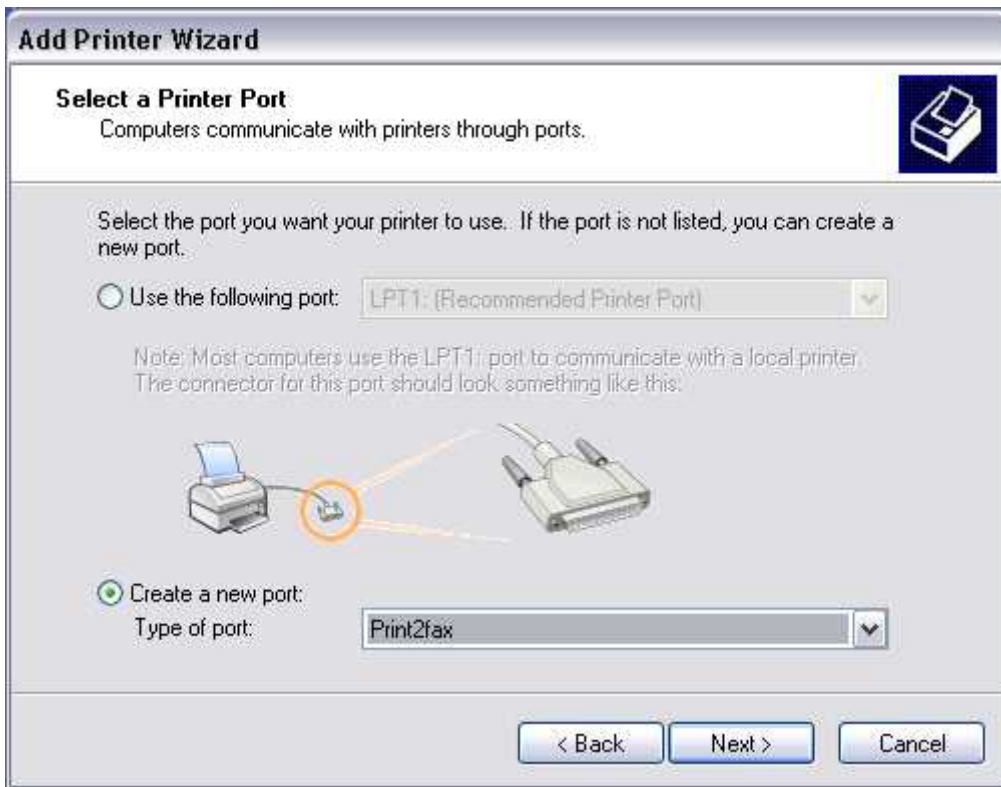 Add Printer Wizard
Select a Printer Port
Computers communicate with printers through ports.
Select the port you want your printer to use.  If the port is not listed, you can create a
new port.
Use the following port: LPT1: (Recommended Printer Port)
Note: Most computers use the LPT1: port to communicate with a local printer.
The connector for this port should look something like this:
Create a new port:
Type of port: Print2fax
< Back Next > Cancel